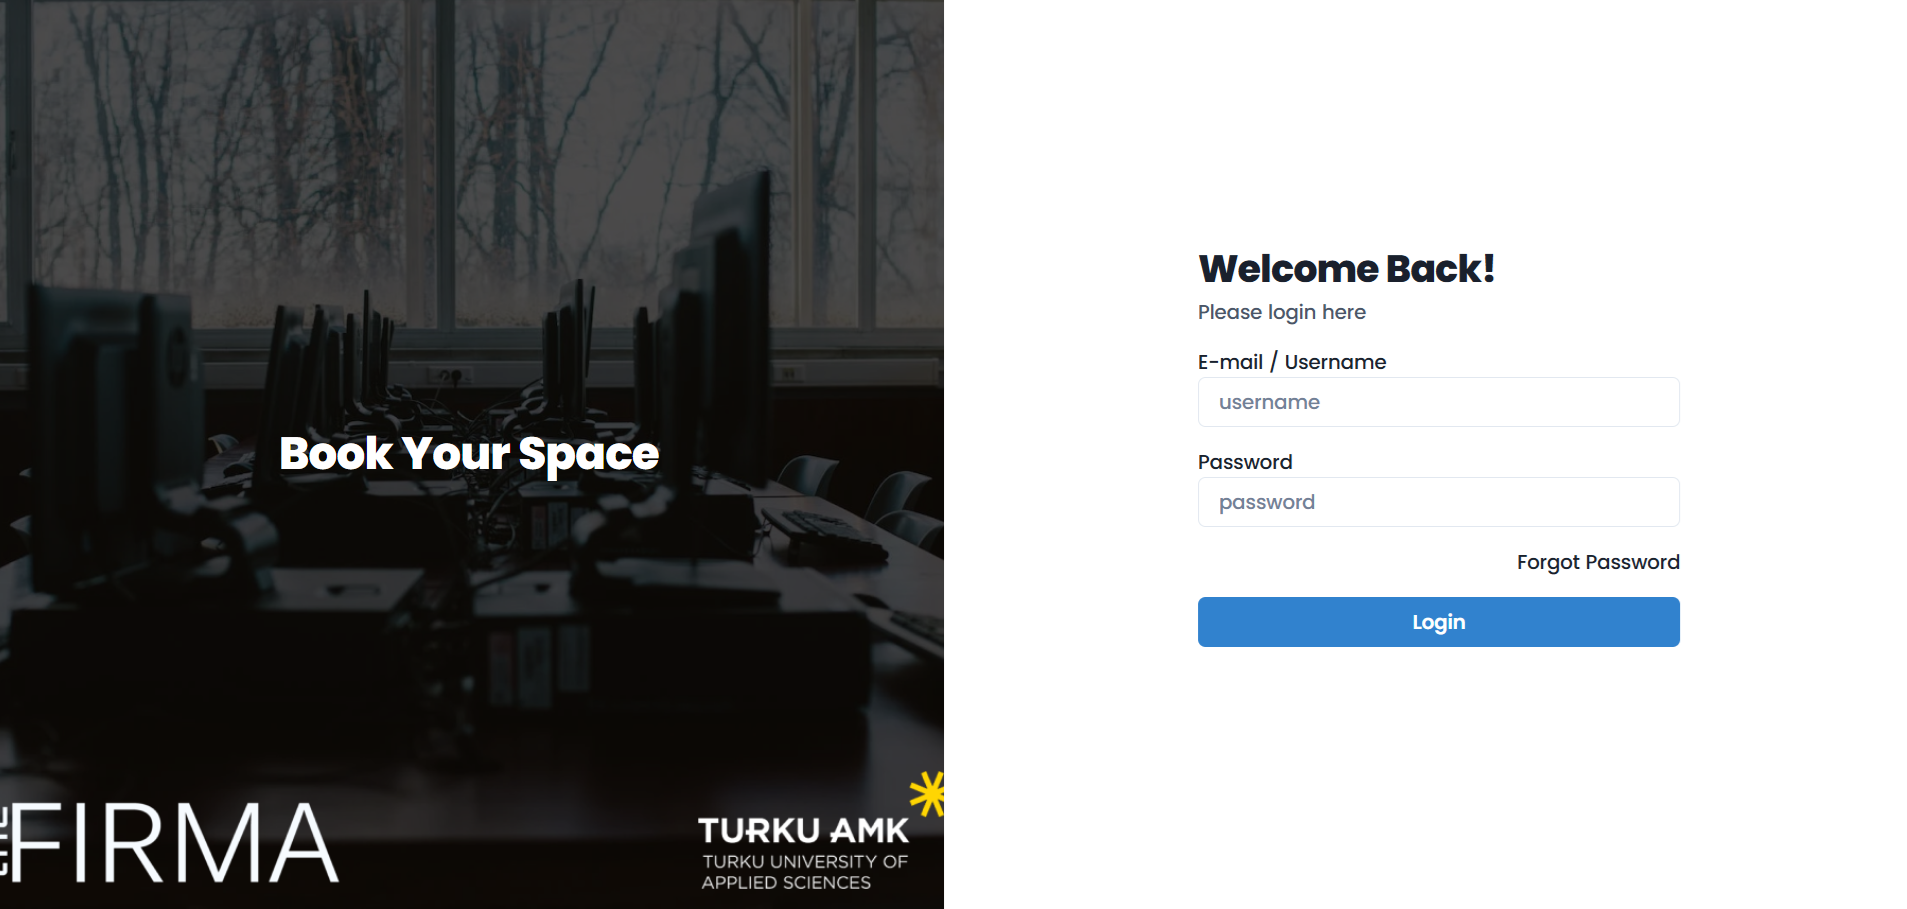 Book Your Space
the FIRMA
TURKU AMK
TURKU UNIVERSITY OF
APPLIED SCIENCES
Welcome Back!
Please login here
E-mail / Username
username
Password
password
Forgot Password
Login